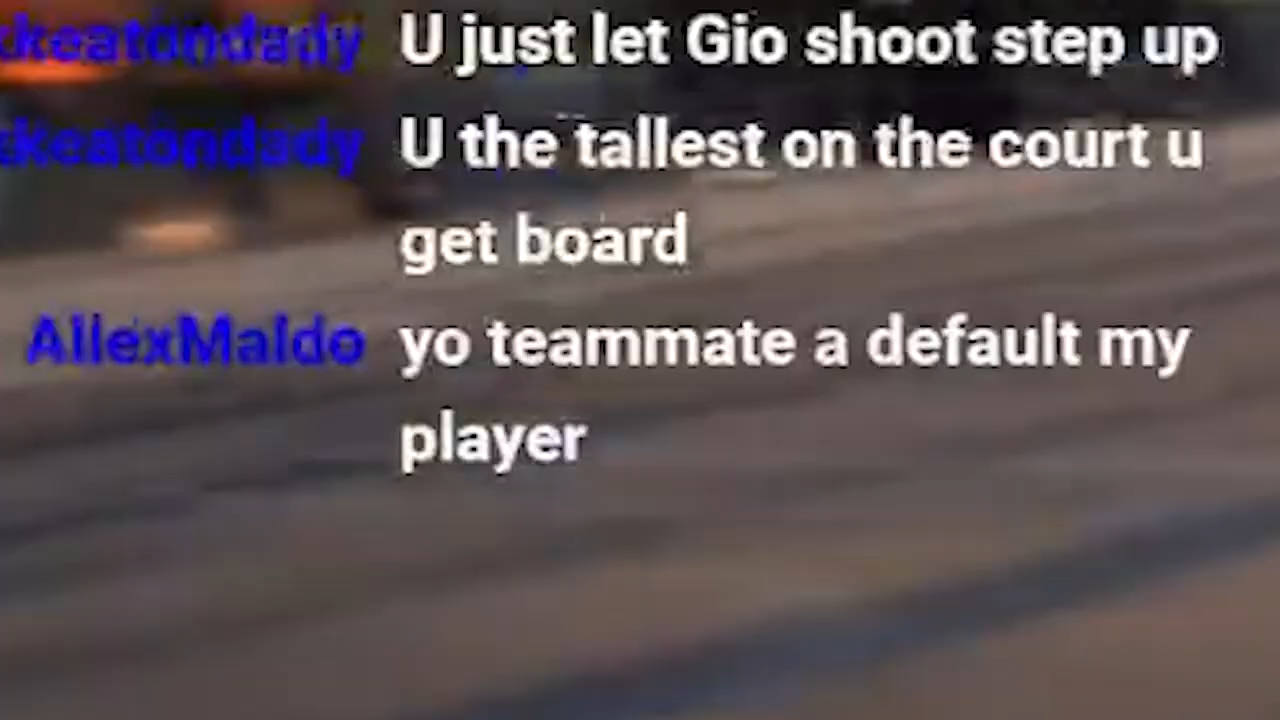 U just let Gio shoot step up
U the tallest on the court u
get board
AllexMaldo yo teammate a default my
player